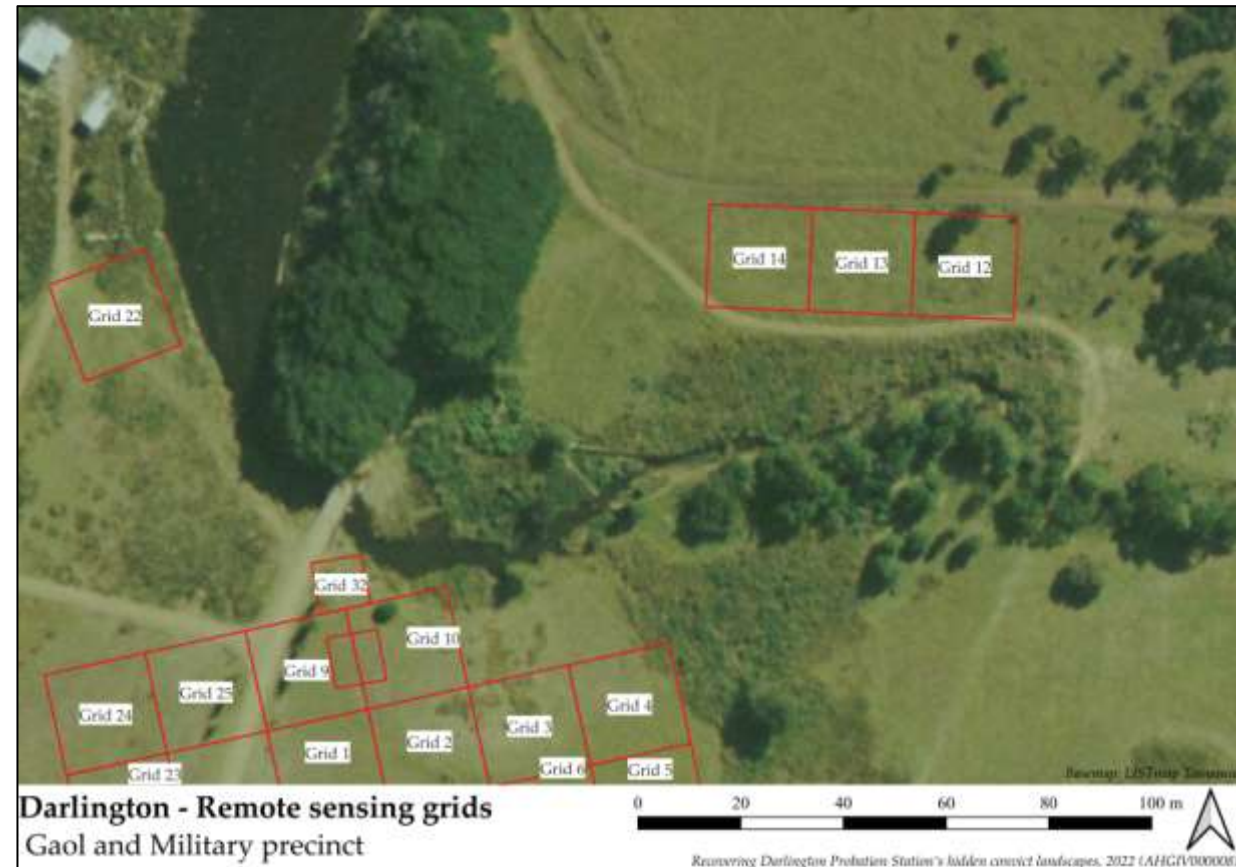 Grid 14
Grid 13
Grid 12
Grid 22
Grid 32
Grid 10
Grid 9
Grid 25
Grid 24
Grid 4
Grid 3
Grid 2
Grid 1
Grid 23
Grid 6
Grid 5
Basemap: LISTmap Tasmania
Darlington - Remote sensing grids
Gaol and Military precinct
0 20 40 60 80 100 m
Recovering Darlington Probation Station's hidden convict landscapes, 2022 (AHGIV000008